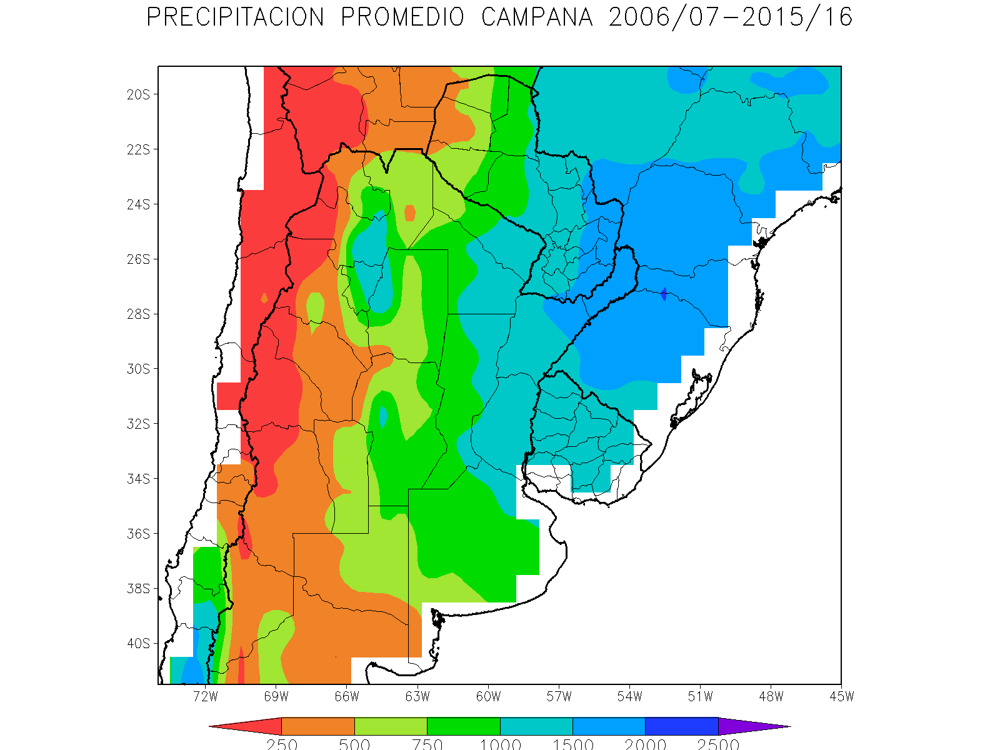 PRECIPITACION PROMEDIO CAMPANA 2006/07-2015/16
20S
22S
24S
26S
28S
30S
32S
34S
36S
38S
40S
72W 69W 66W 63W 60W 57W 54W 51W 48W 45W
250 500 750 1000 1500 2000 2500